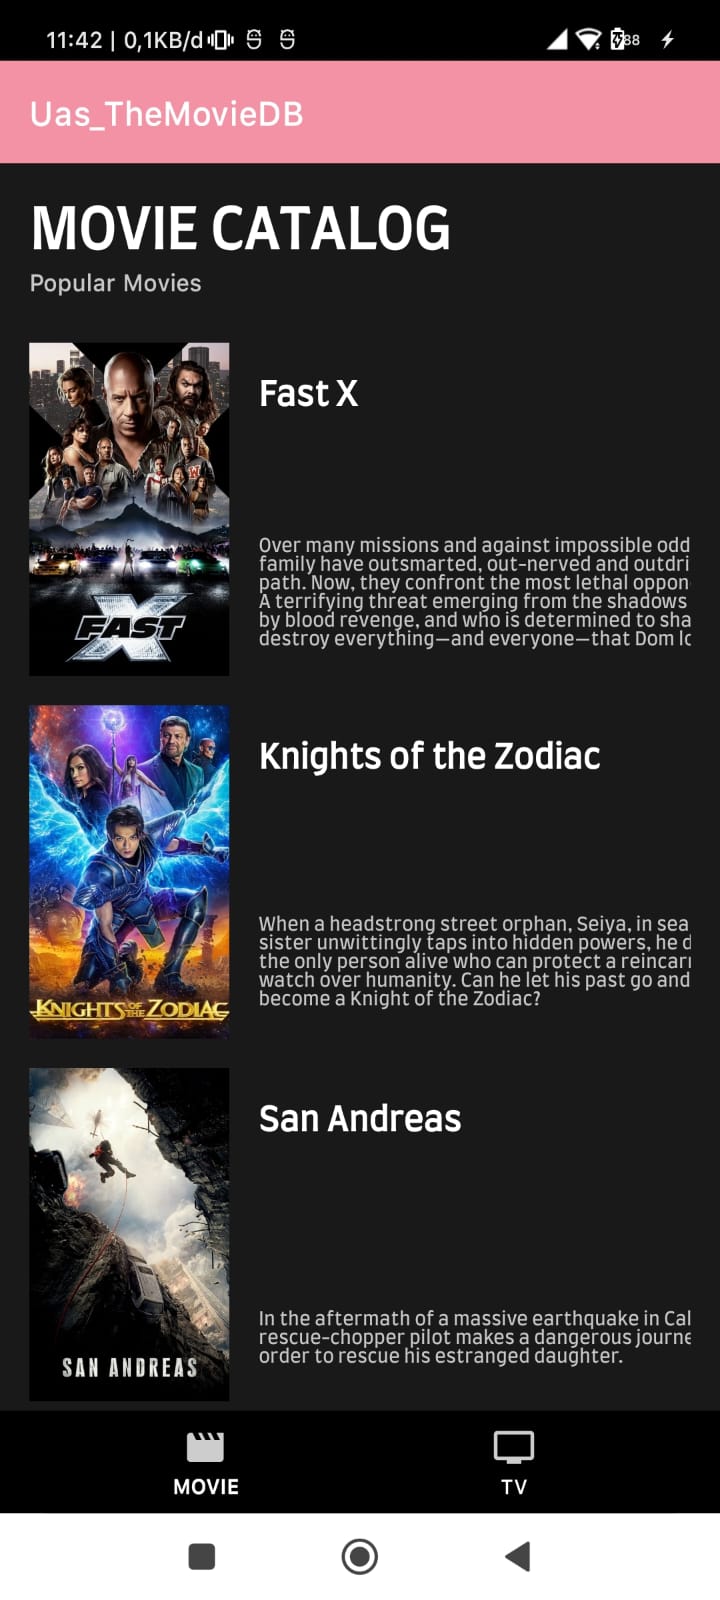 11:42 | 0,1KB/d
88
Uas_TheMovieDB
MOVIE CATALOG
Popular Movies
FAST X
Fast X
Over many missions and against impossible odd
family have outsmarted, out-nerved and outdri
path. Now, they confront the most lethal oppon
A terrifying threat emerging from the shadows
by blood revenge, and who is determined to sha
destroy everything—and everyone—that Dom lo
KNIGHTS OF THE ZODIAC
Knights of the Zodiac
When a headstrong street orphan, Seiya, in sea
sister unwittingly taps into hidden powers, he d
the only person alive who can protect a reincarn
watch over humanity. Can he let his past go and
become a Knight of the Zodiac?
SAN ANDREAS
San Andreas
In the aftermath of a massive earthquake in Cal
rescue-chopper pilot makes a dangerous journe
order to rescue his estranged daughter.
MOVIE
TV